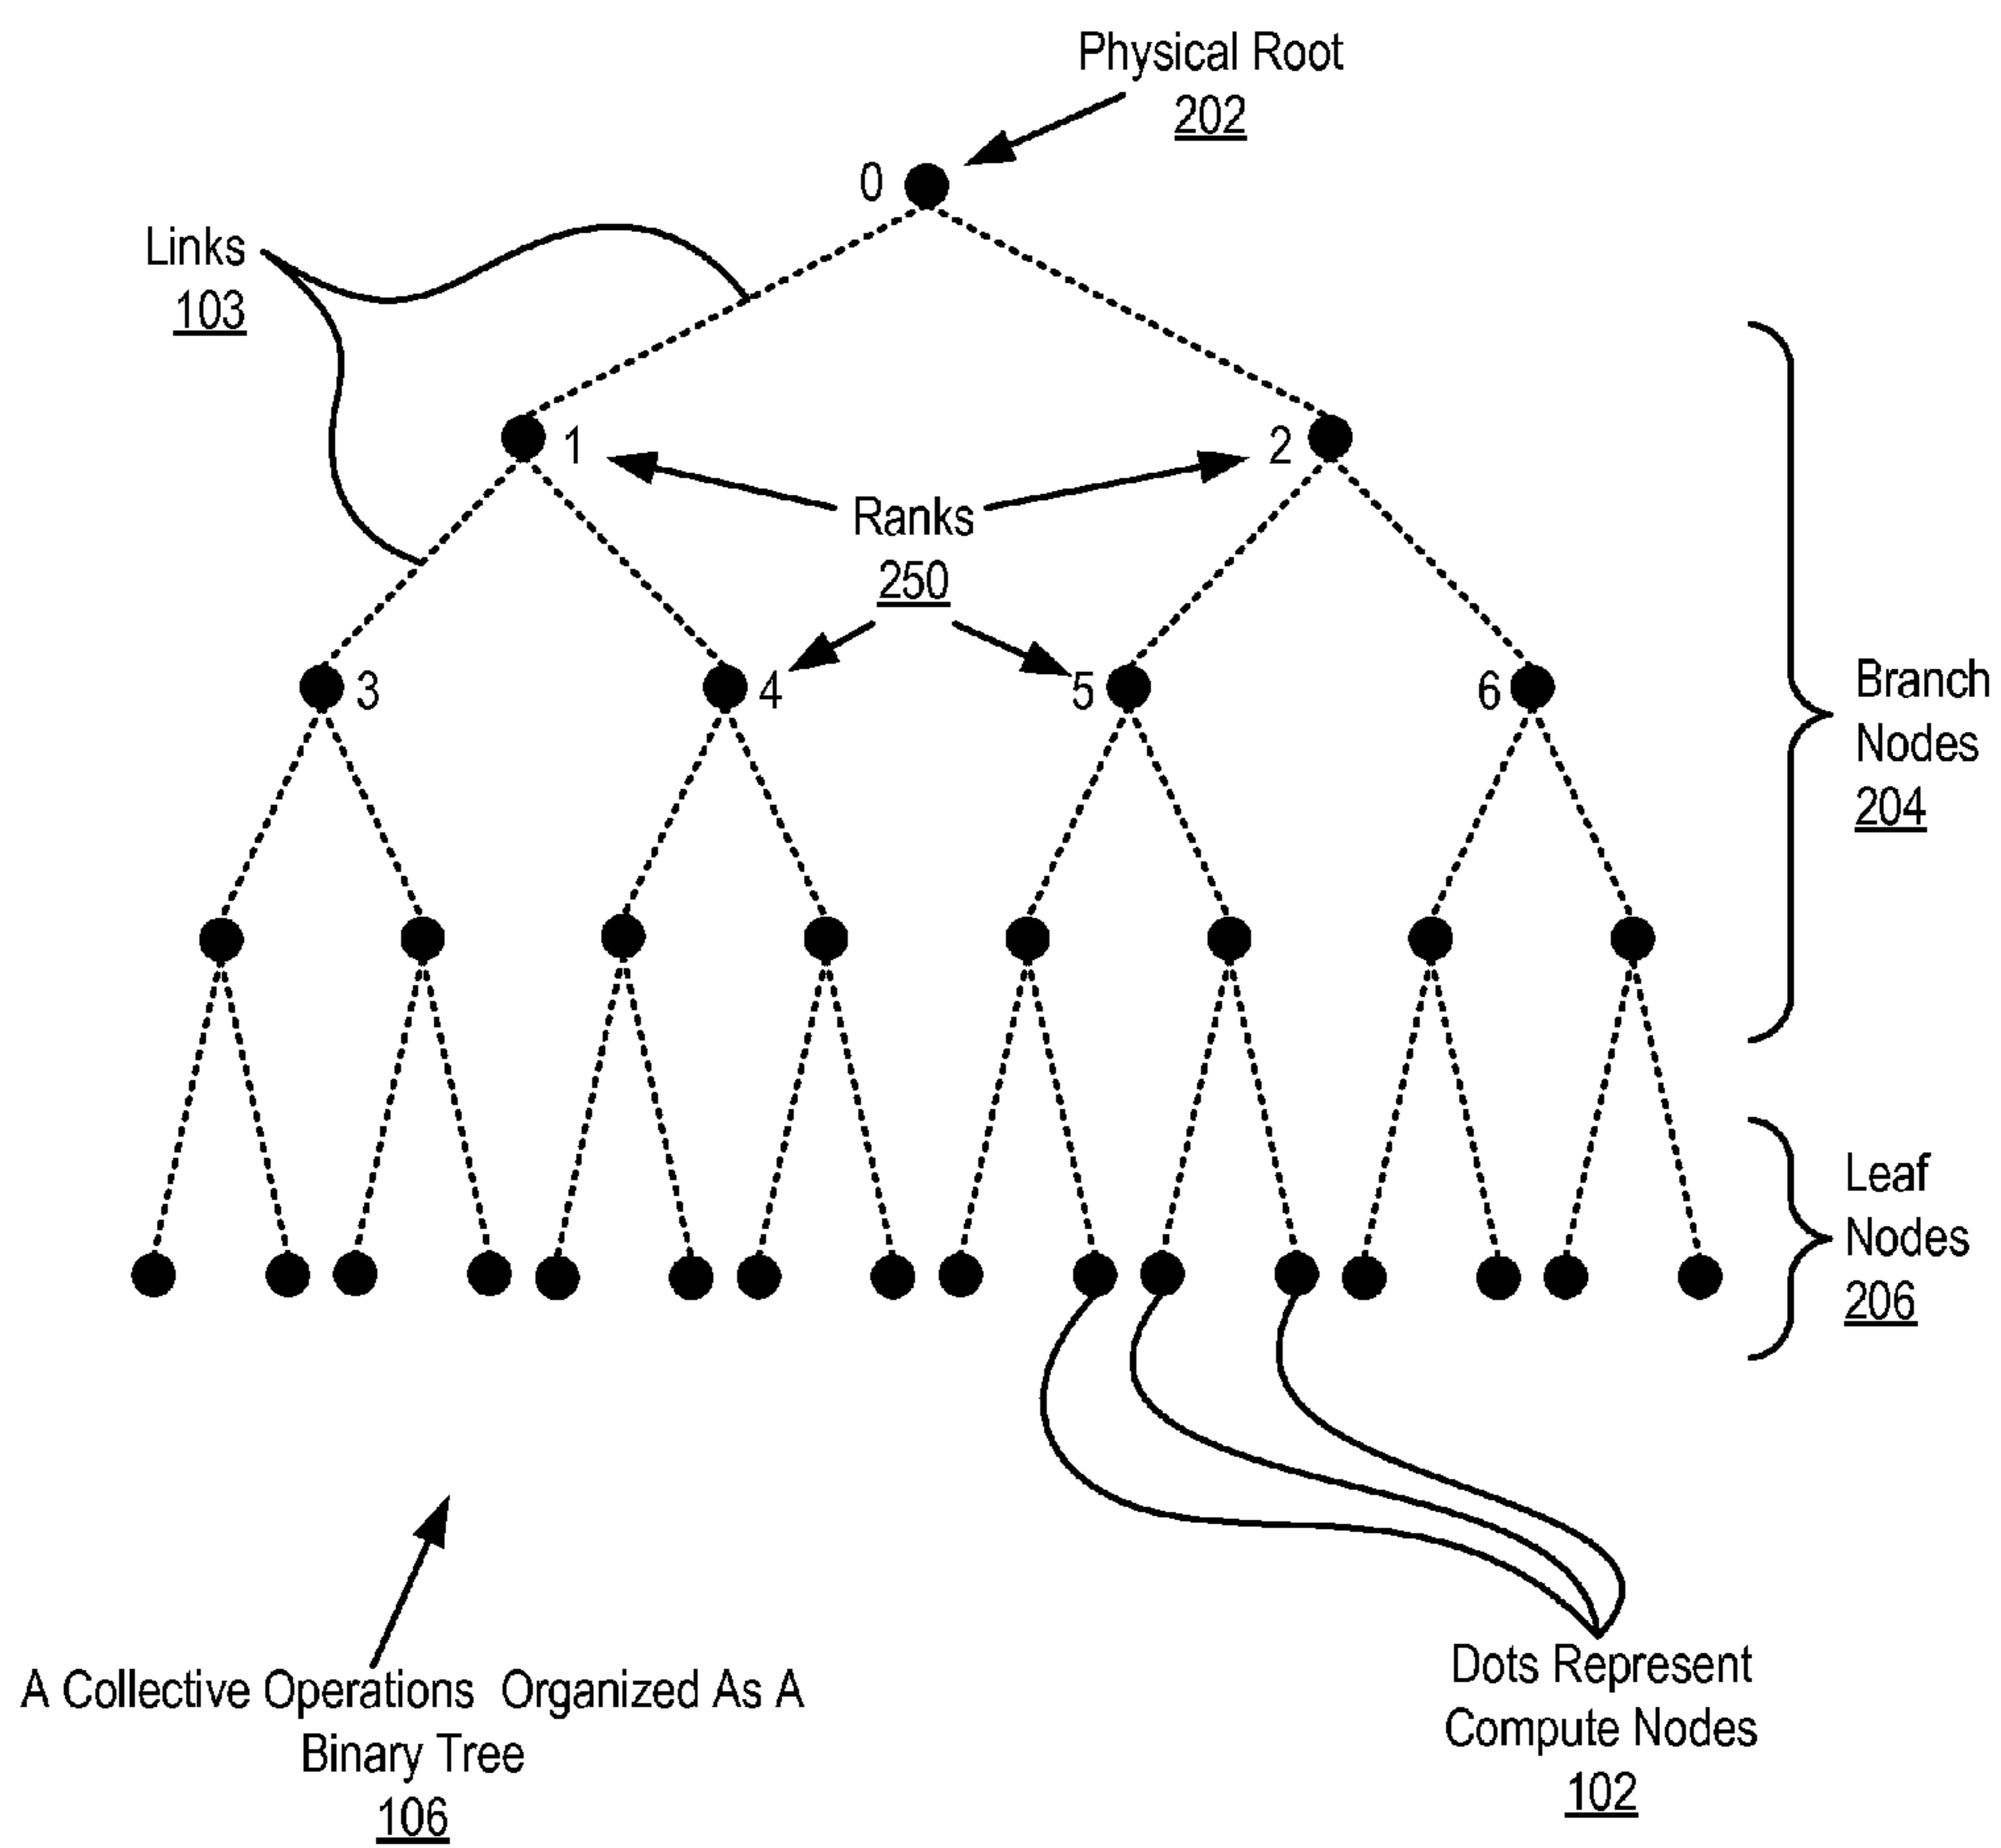 Physical Root
202
0
Links
103
1
2
Ranks
250
3
4
5
6
Branch
Nodes
204
Leaf
Nodes
206
A Collective Operations Organized As A
Binary Tree
106
Dots Represent
Compute Nodes
102